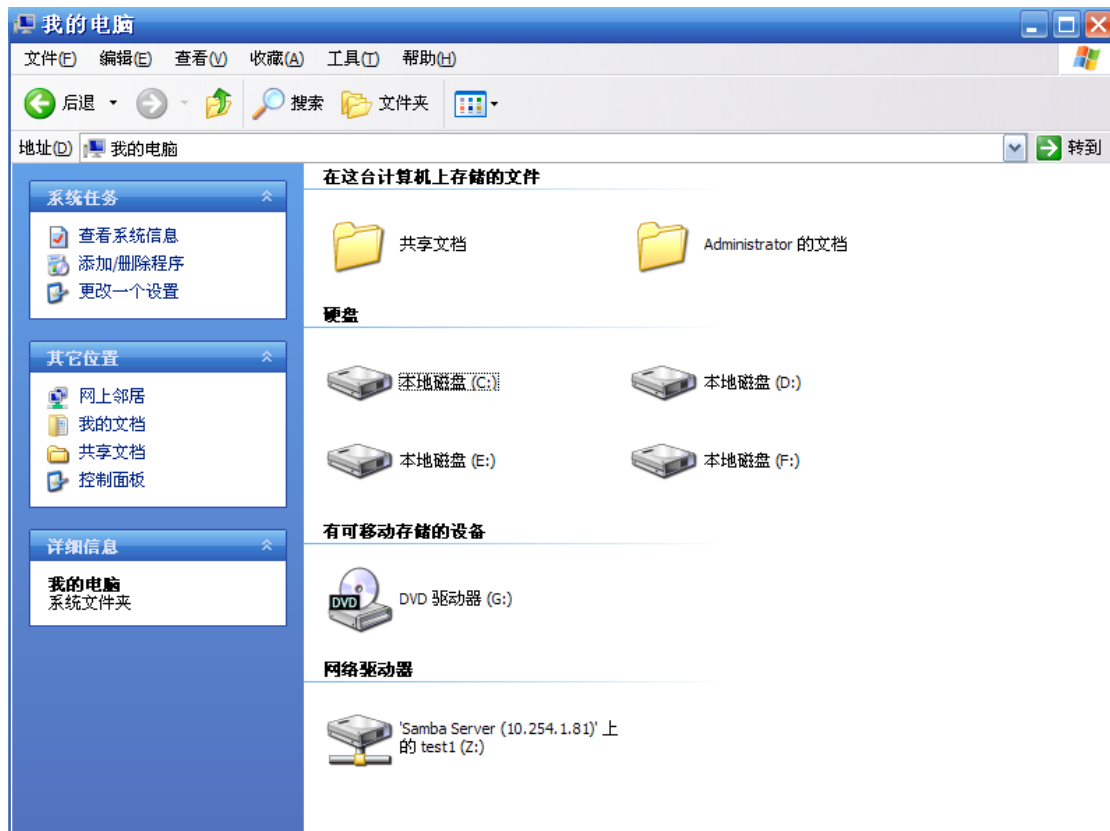 我的电脑
文件(F) 编辑(E) 查看(V) 收藏(A) 工具(T) 帮助(H)
后退 搜索 文件夹
地址(D) 我的电脑 转到
系统任务
查看系统信息
添加/删除程序
更改一个设置
其它位置
网上邻居
我的文档
共享文档
控制面板
详细信息
我的电脑
系统文件夹
在这台计算机上存储的文件
共享文档 Administrator 的文档
硬盘
本地磁盘 (C:) 本地磁盘 (D:)
本地磁盘 (E:) 本地磁盘 (F:)
有可移动存储的设备
DVD DVD 驱动器 (G:)
网络驱动器
'Samba Server (10.254.1.81)' 上
的 test1 (Z:)